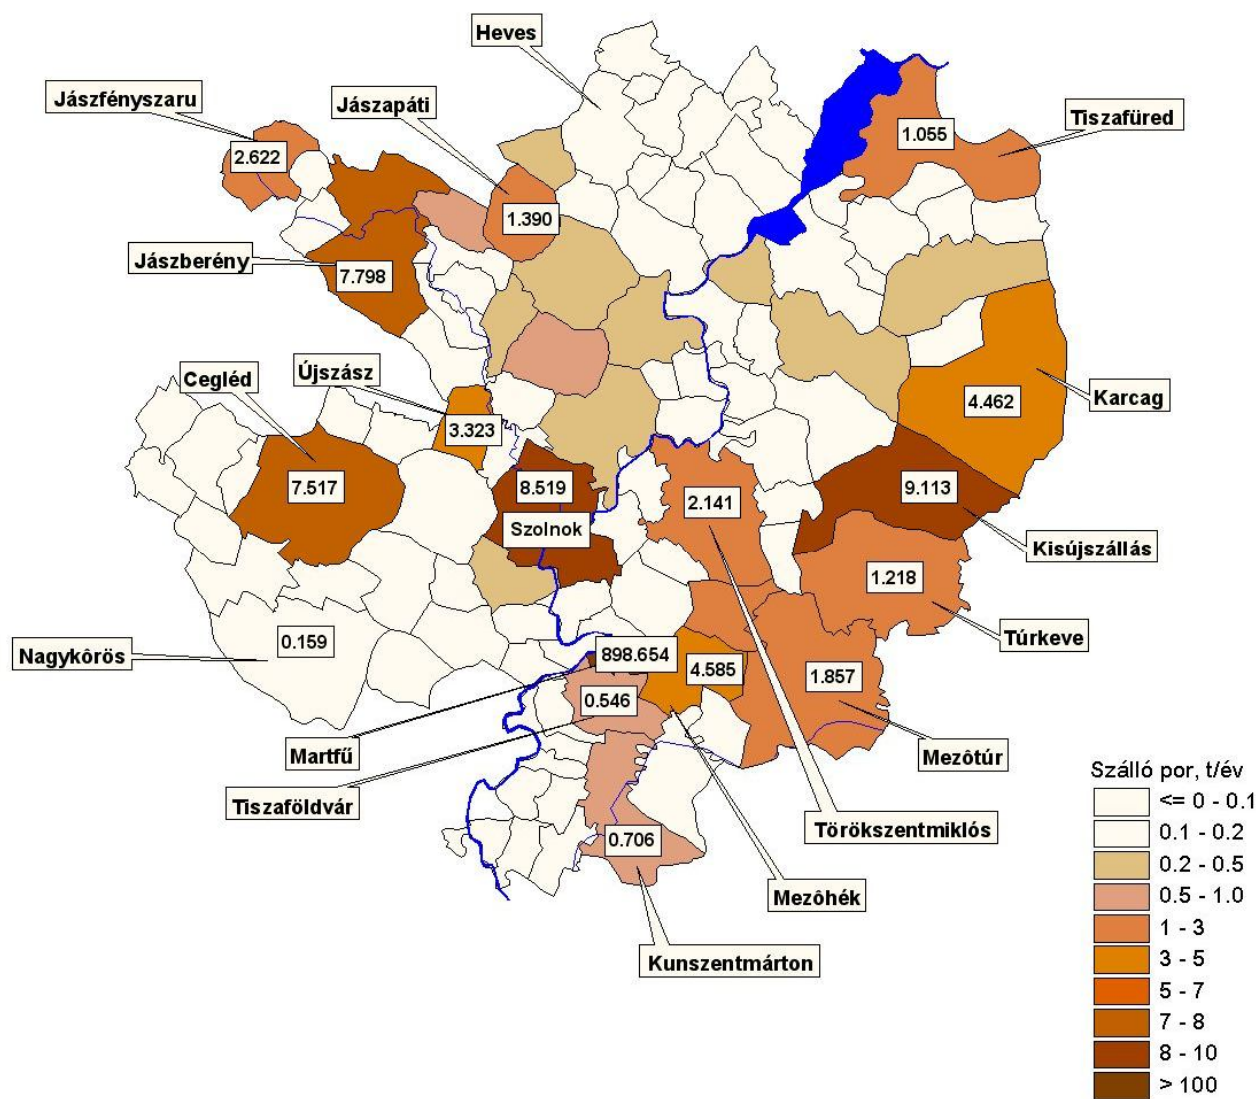 Heves
Jászfényszaru
Jászapáti
Tiszafüred
1.055
2.622
1.390
Jászberény
7.798
Újszász
Cegléd
Karcag
4.462
3.323
7.517
8.519
9.113
2.141
Szolnok
Kisújszállás
1.218
Túrkeve
0.159
Nagykôrös
898.654
4.585
1.857
0.546
Martfű
Mezôtúr
Tiszaföldvár
Törökszentmiklós
0.706
Mezôhék
Kunszentmárton
Szálló por, t/év
<= 0 - 0.1
0.1 - 0.2
0.2 - 0.5
0.5 - 1.0
1 - 3
3 - 5
5 - 7
7 - 8
8 - 10
> 100